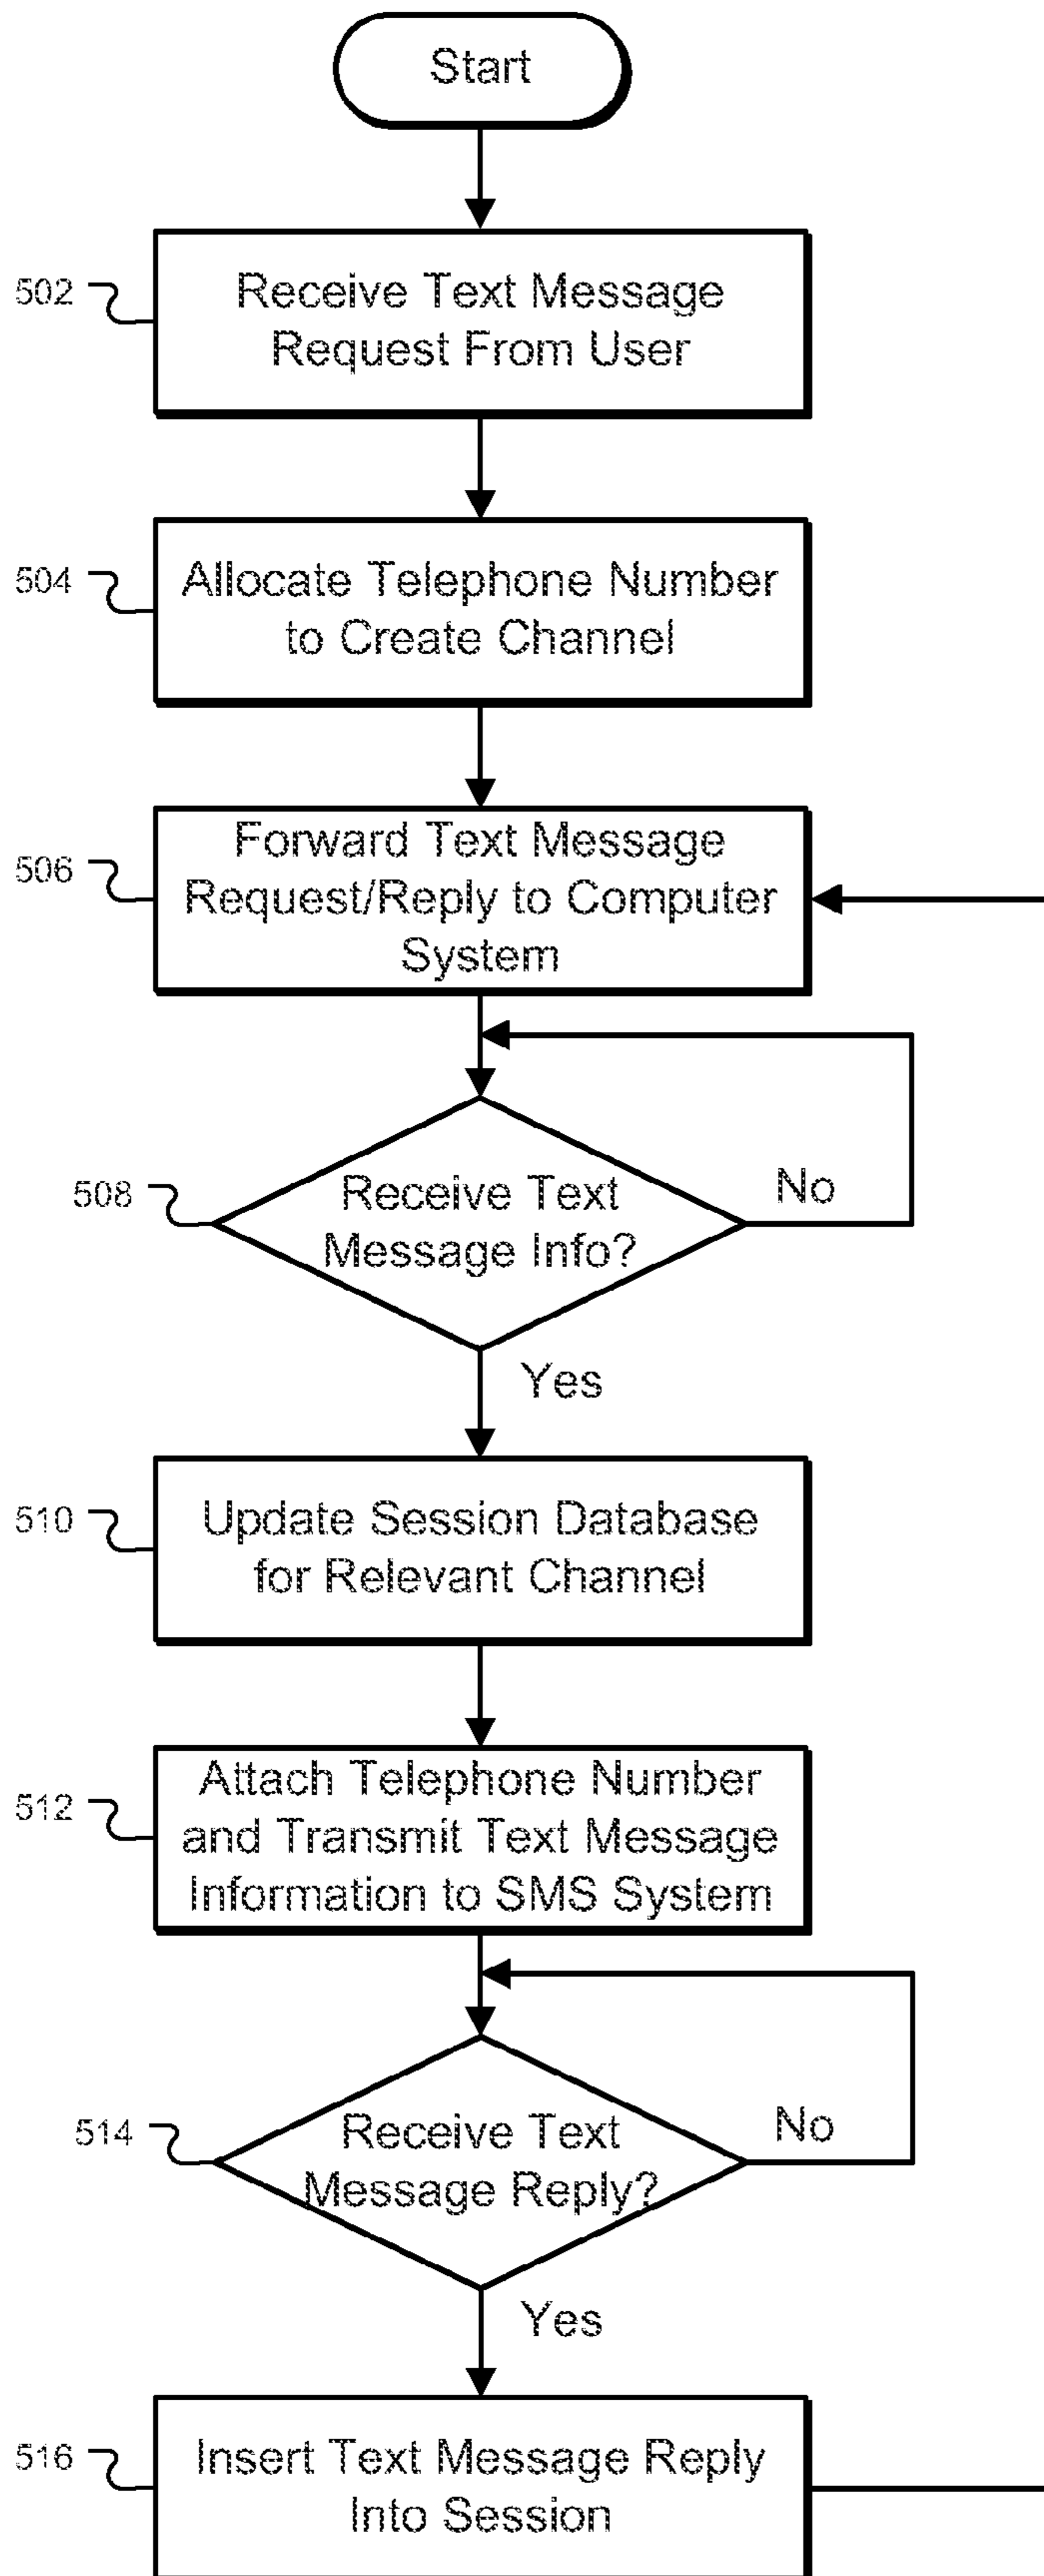 Start
502
Receive Text Message
Request From User
504
Allocate Telephone Number
to Create Channel
506
Forward Text Message
Request/Reply to Computer
System
508
Receive Text
Message Info?
No
Yes
510
Update Session Database
for Relevant Channel
512
Attach Telephone Number
and Transmit Text Message
Information to SMS System
514
Receive Text
Message Reply?
No
Yes
516
Insert Text Message Reply
Into Session